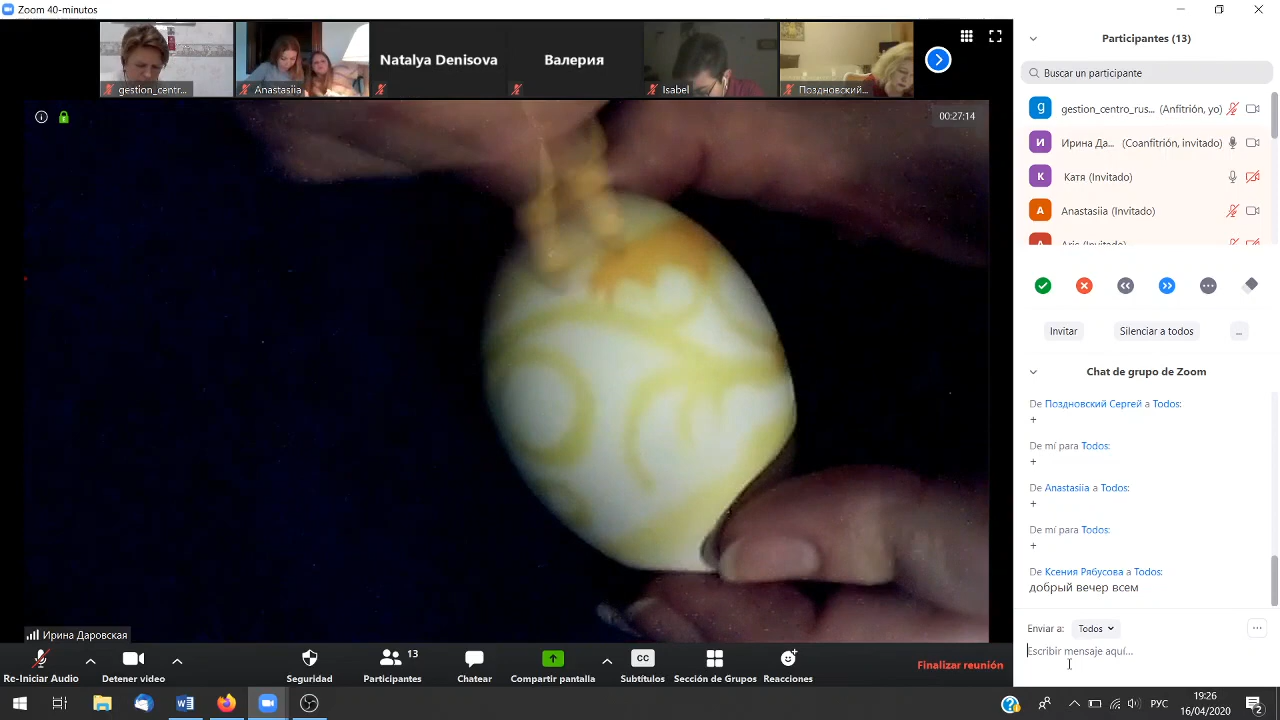 Zoom 40-minutos
gestion_centr...
Anastasiia
Natalya Denisova
Валерия
Isabel
Поздновский...
00:27:14
Ирина Даровская
Re-Iniciar Audio
Detener video
Seguridad
13
Participantes
Chatear
Compartir pantalla
CC
Subtítulos
Sección de Grupos
Reacciones
Finalizar reunión
Participantes (13)
Buscar un participante
g gestion_centro_rus... (Anfitrión, yo)
И Ирина Да... (Coanfitrión, invitado)
К Катя (Invitado)
A Anastasiia (Invitado)
Invitar
Silenciar a todos
...
Chat de grupo de Zoom
De Поздновский Сергей a Todos:
+
De mí para Todos:
+
De Anastasiia a Todos:
+
De mí para Todos:
+
De Ксения Рябусова a Todos:
добрый вечер всем
Enviar a: Todos
Escribir mensaje aquí...
РУС
19:26
16/04/2020
2